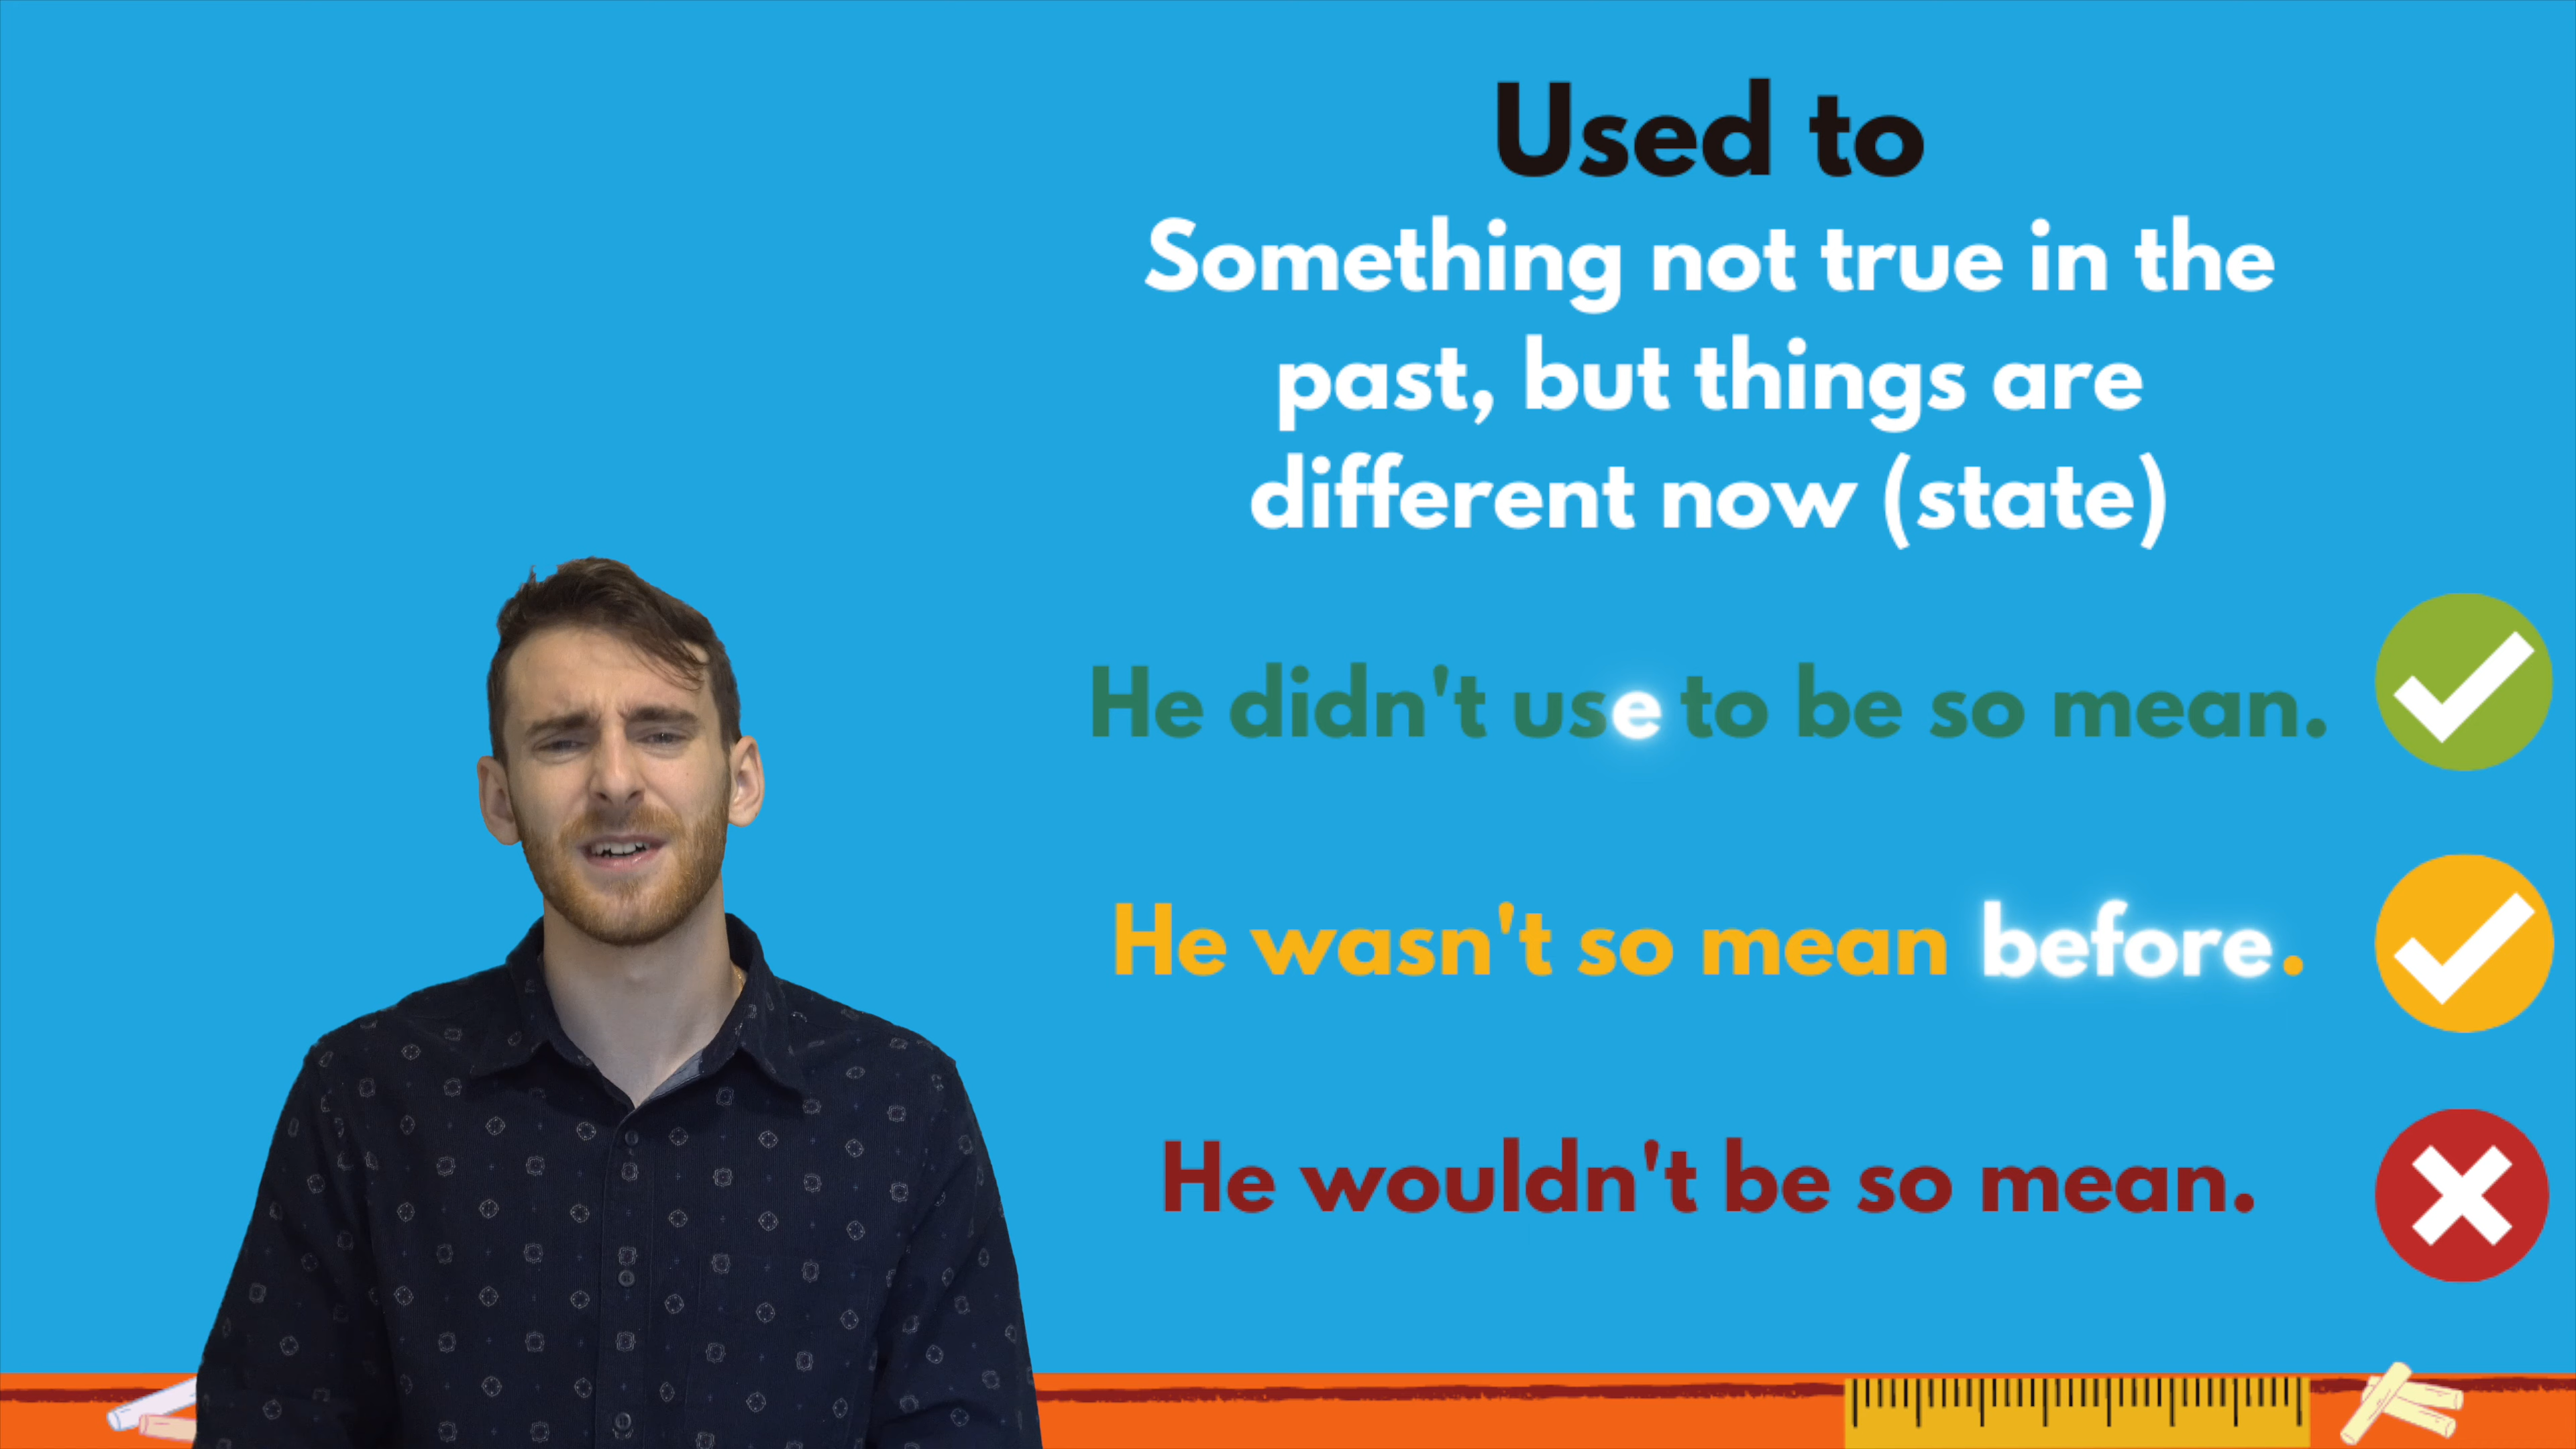 Used to
Something not true in the
past, but things are
different now (state)
He didn't use to be so mean.
He wasn't so mean before.
He wouldn't be so mean.